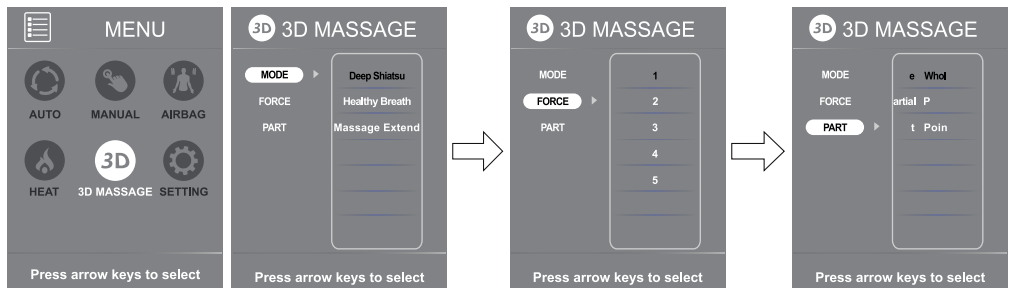 MENU
AUTO MANUAL AIRBAG
3D
HEAT 3D MASSAGE SETTING
Press arrow keys to select
3D 3D MASSAGE
MODE Deep Shiatsu
FORCE Healthy Breath
PART Massage Extend
Press arrow keys to select
3D 3D MASSAGE
MODE 1
FORCE 2
PART 3
4
5
Press arrow keys to select
3D 3D MASSAGE
MODE e Whol
FORCE artial P
PART t Poin
Press arrow keys to select